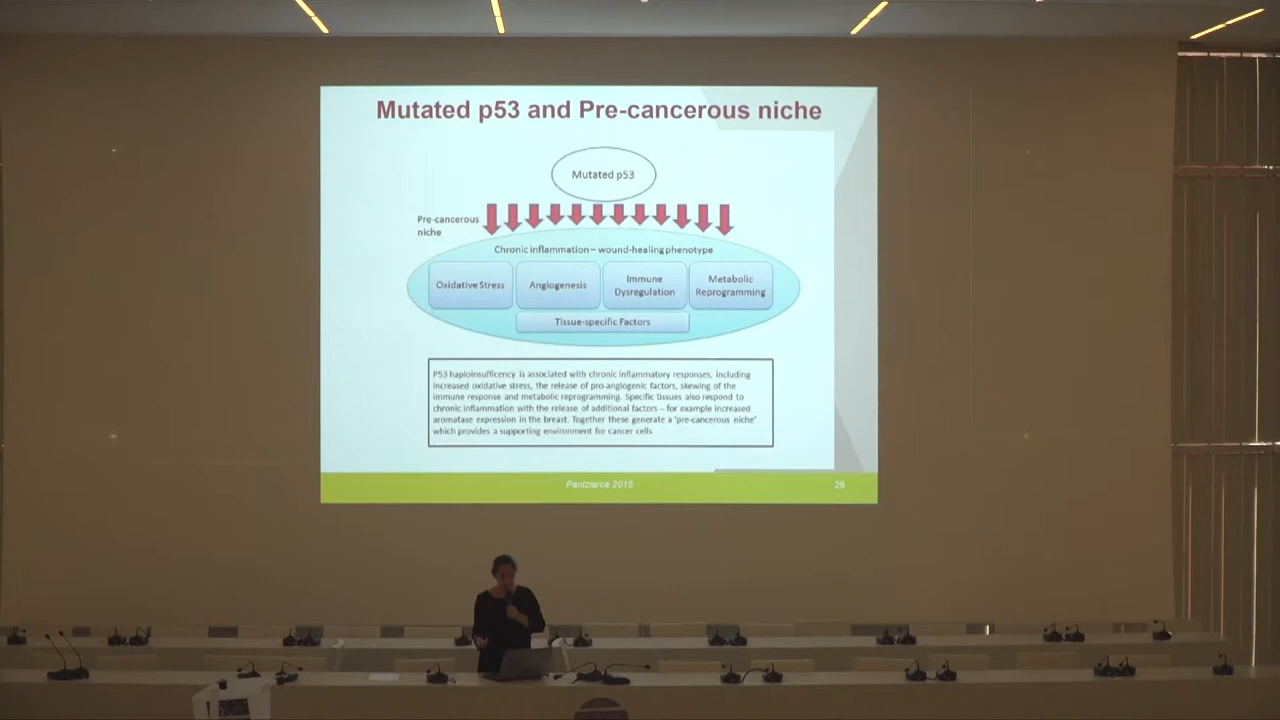 Mutated p53 and Pre-cancerous niche
Mutated p53
Pre-cancerous
niche
Chronic inflammation – wound-healing phenotype
Oxidative Stress
Angiogenesis
Immune
Dysregulation
Metabolic
Reprogramming
Tissue-specific Factors
P53 haploinsufficency is associated with chronic inflammatory responses, including
increased oxidative stress, the release of pro-angiogenic factors, skewing of the
immune response and metabolic reprogramming. Specific tissues also respond to
chronic inflammation with the release of additional factors – for example increased
aromatase expression in the breast. Together these generate a 'pre-cancerous niche'
which provides a supporting environment for cancer cells
Pantziarca 2015
29